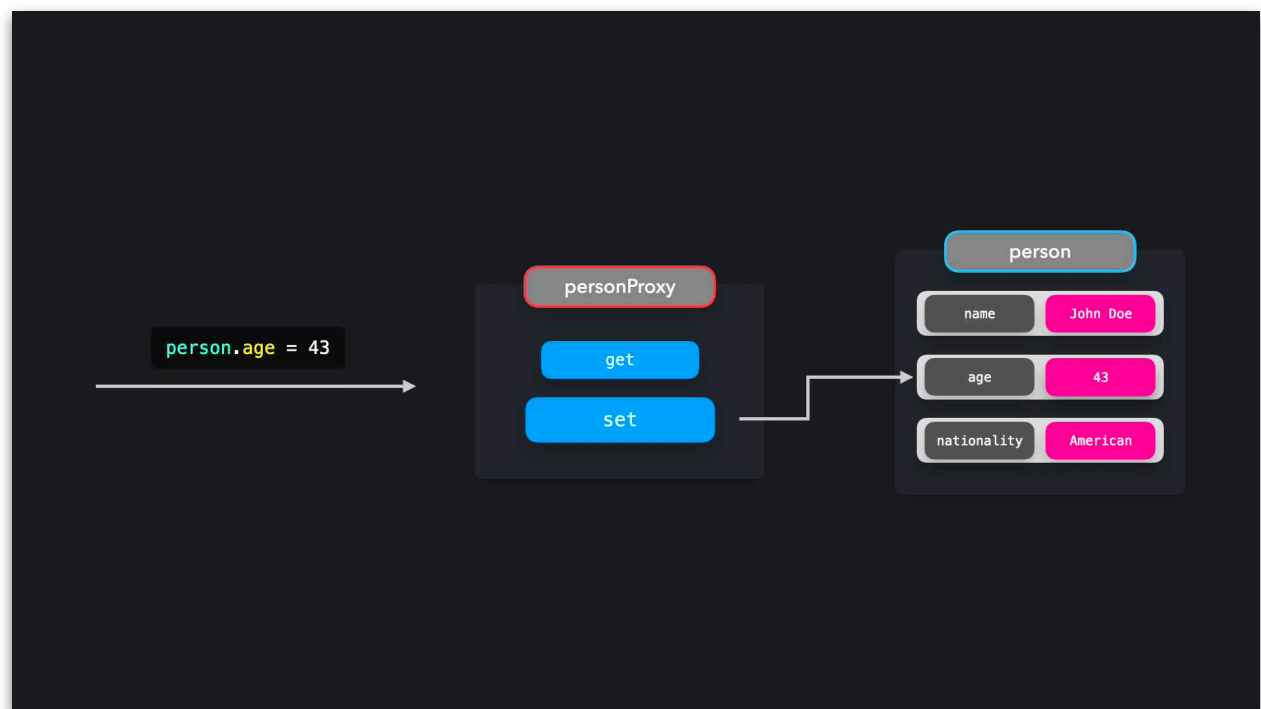 person.age = 43
personProxy
get
set
person
name John Doe
age 43
nationality American